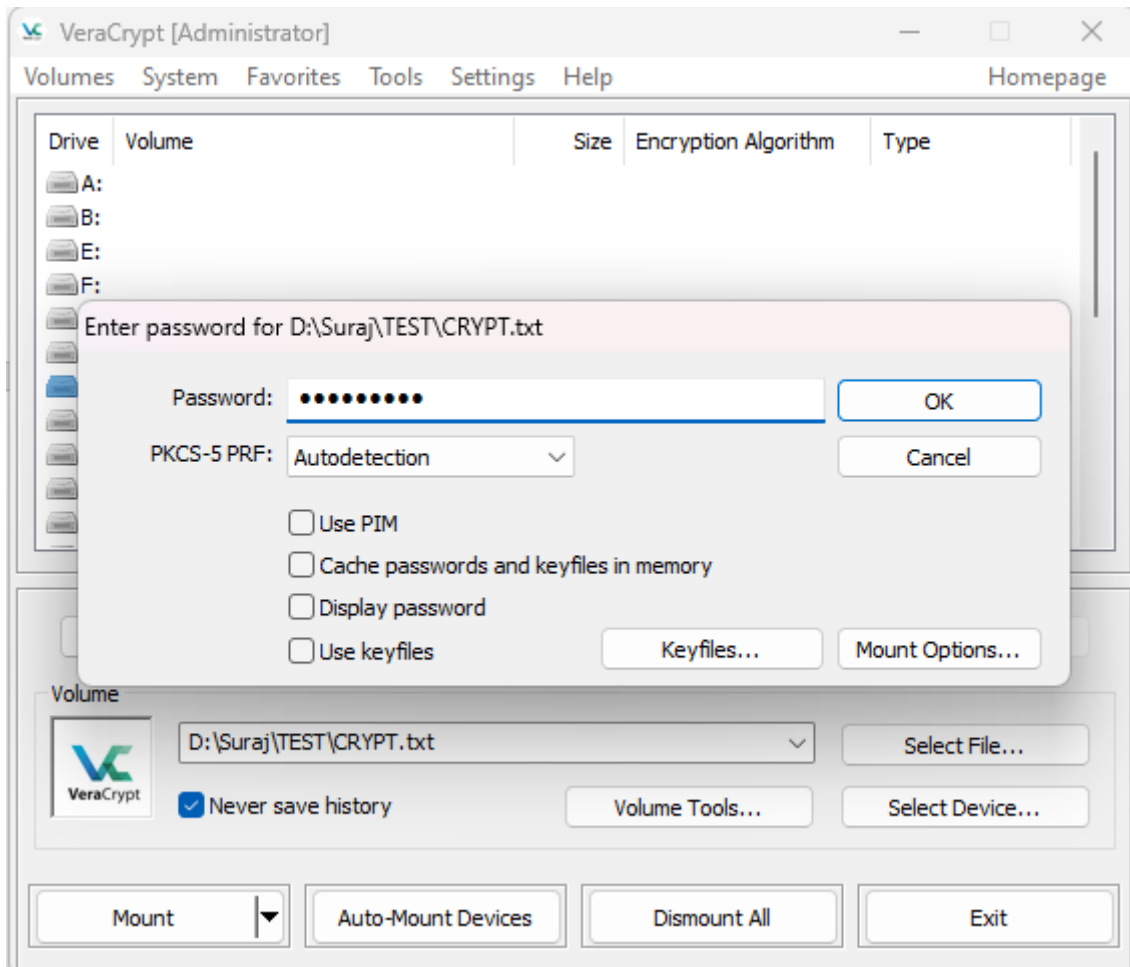 VeraCrypt [Administrator]
Volumes System Favorites Tools Settings Help Homepage
Drive Volume Size Encryption Algorithm Type
A:
B:
E:
F:
Enter password for D:\Suraj\TEST\CRYPT.txt
Password: ●●●●●●●●● OK
PKCS-5 PRF: Autodetection Cancel
Use PIM
Cache passwords and keyfiles in memory
Display password
Use keyfiles Keyfiles... Mount Options...
Volume
D:\Suraj\TEST\CRYPT.txt Select File...
VeraCrypt
Never save history Volume Tools... Select Device...
Mount Auto-Mount Devices Dismount All Exit